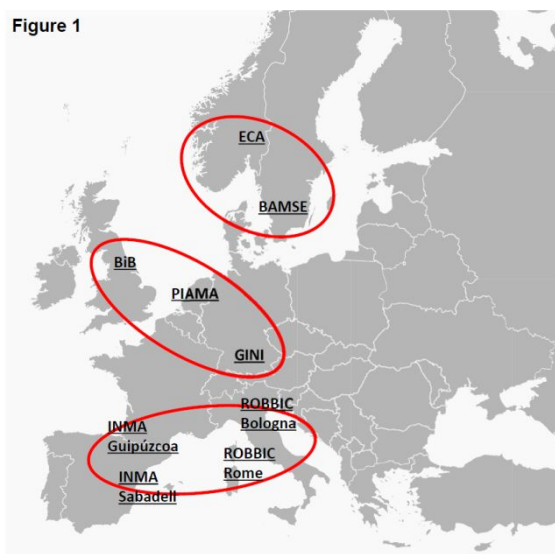 Figure 1
ECA
BAMSE
BiB
PIAMA
GINI
ROBBIC
Bologna
INMA
Guipúzcoa
ROBBIC
Rome
INMA
Sabadell